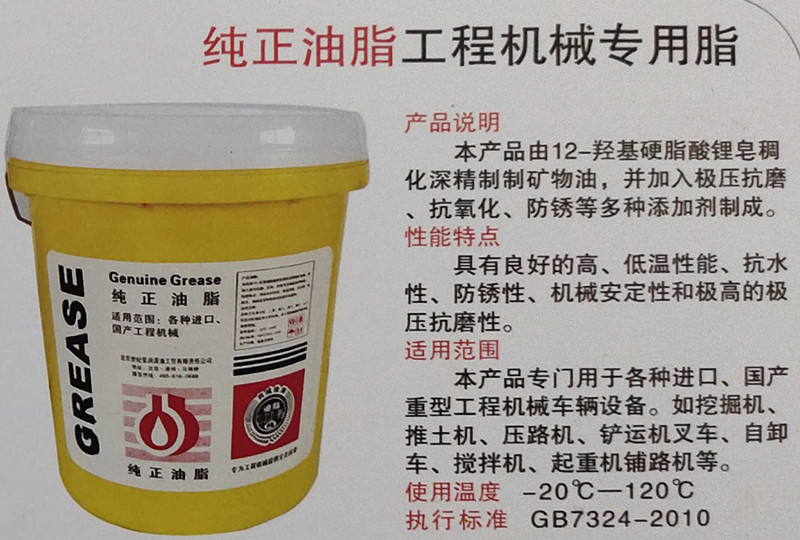 纯正油脂工程机械专用脂
产品说明
本产品由12-羟基硬脂酸锂皂稠
化深精制制矿物油，并加入极压抗磨
、抗氧化、防锈等多种添加剂制成。
性能特点
具有良好的高、低温性能、抗水
性、防锈性、机械安定性和极高的极
压抗磨性。
适用范围
本产品专门用于各种进口、国产
重型工程机械车辆设备。如挖掘机、
推土机、压路机、铲运机叉车、自卸
车、搅拌机、起重机铺路机等。
使用温度 -20℃—120℃
执行标准 GB7324-2010
GREASE
Genuine Grease
纯正油脂
适用范围：各种进口、
国产工程机械
纯正油脂